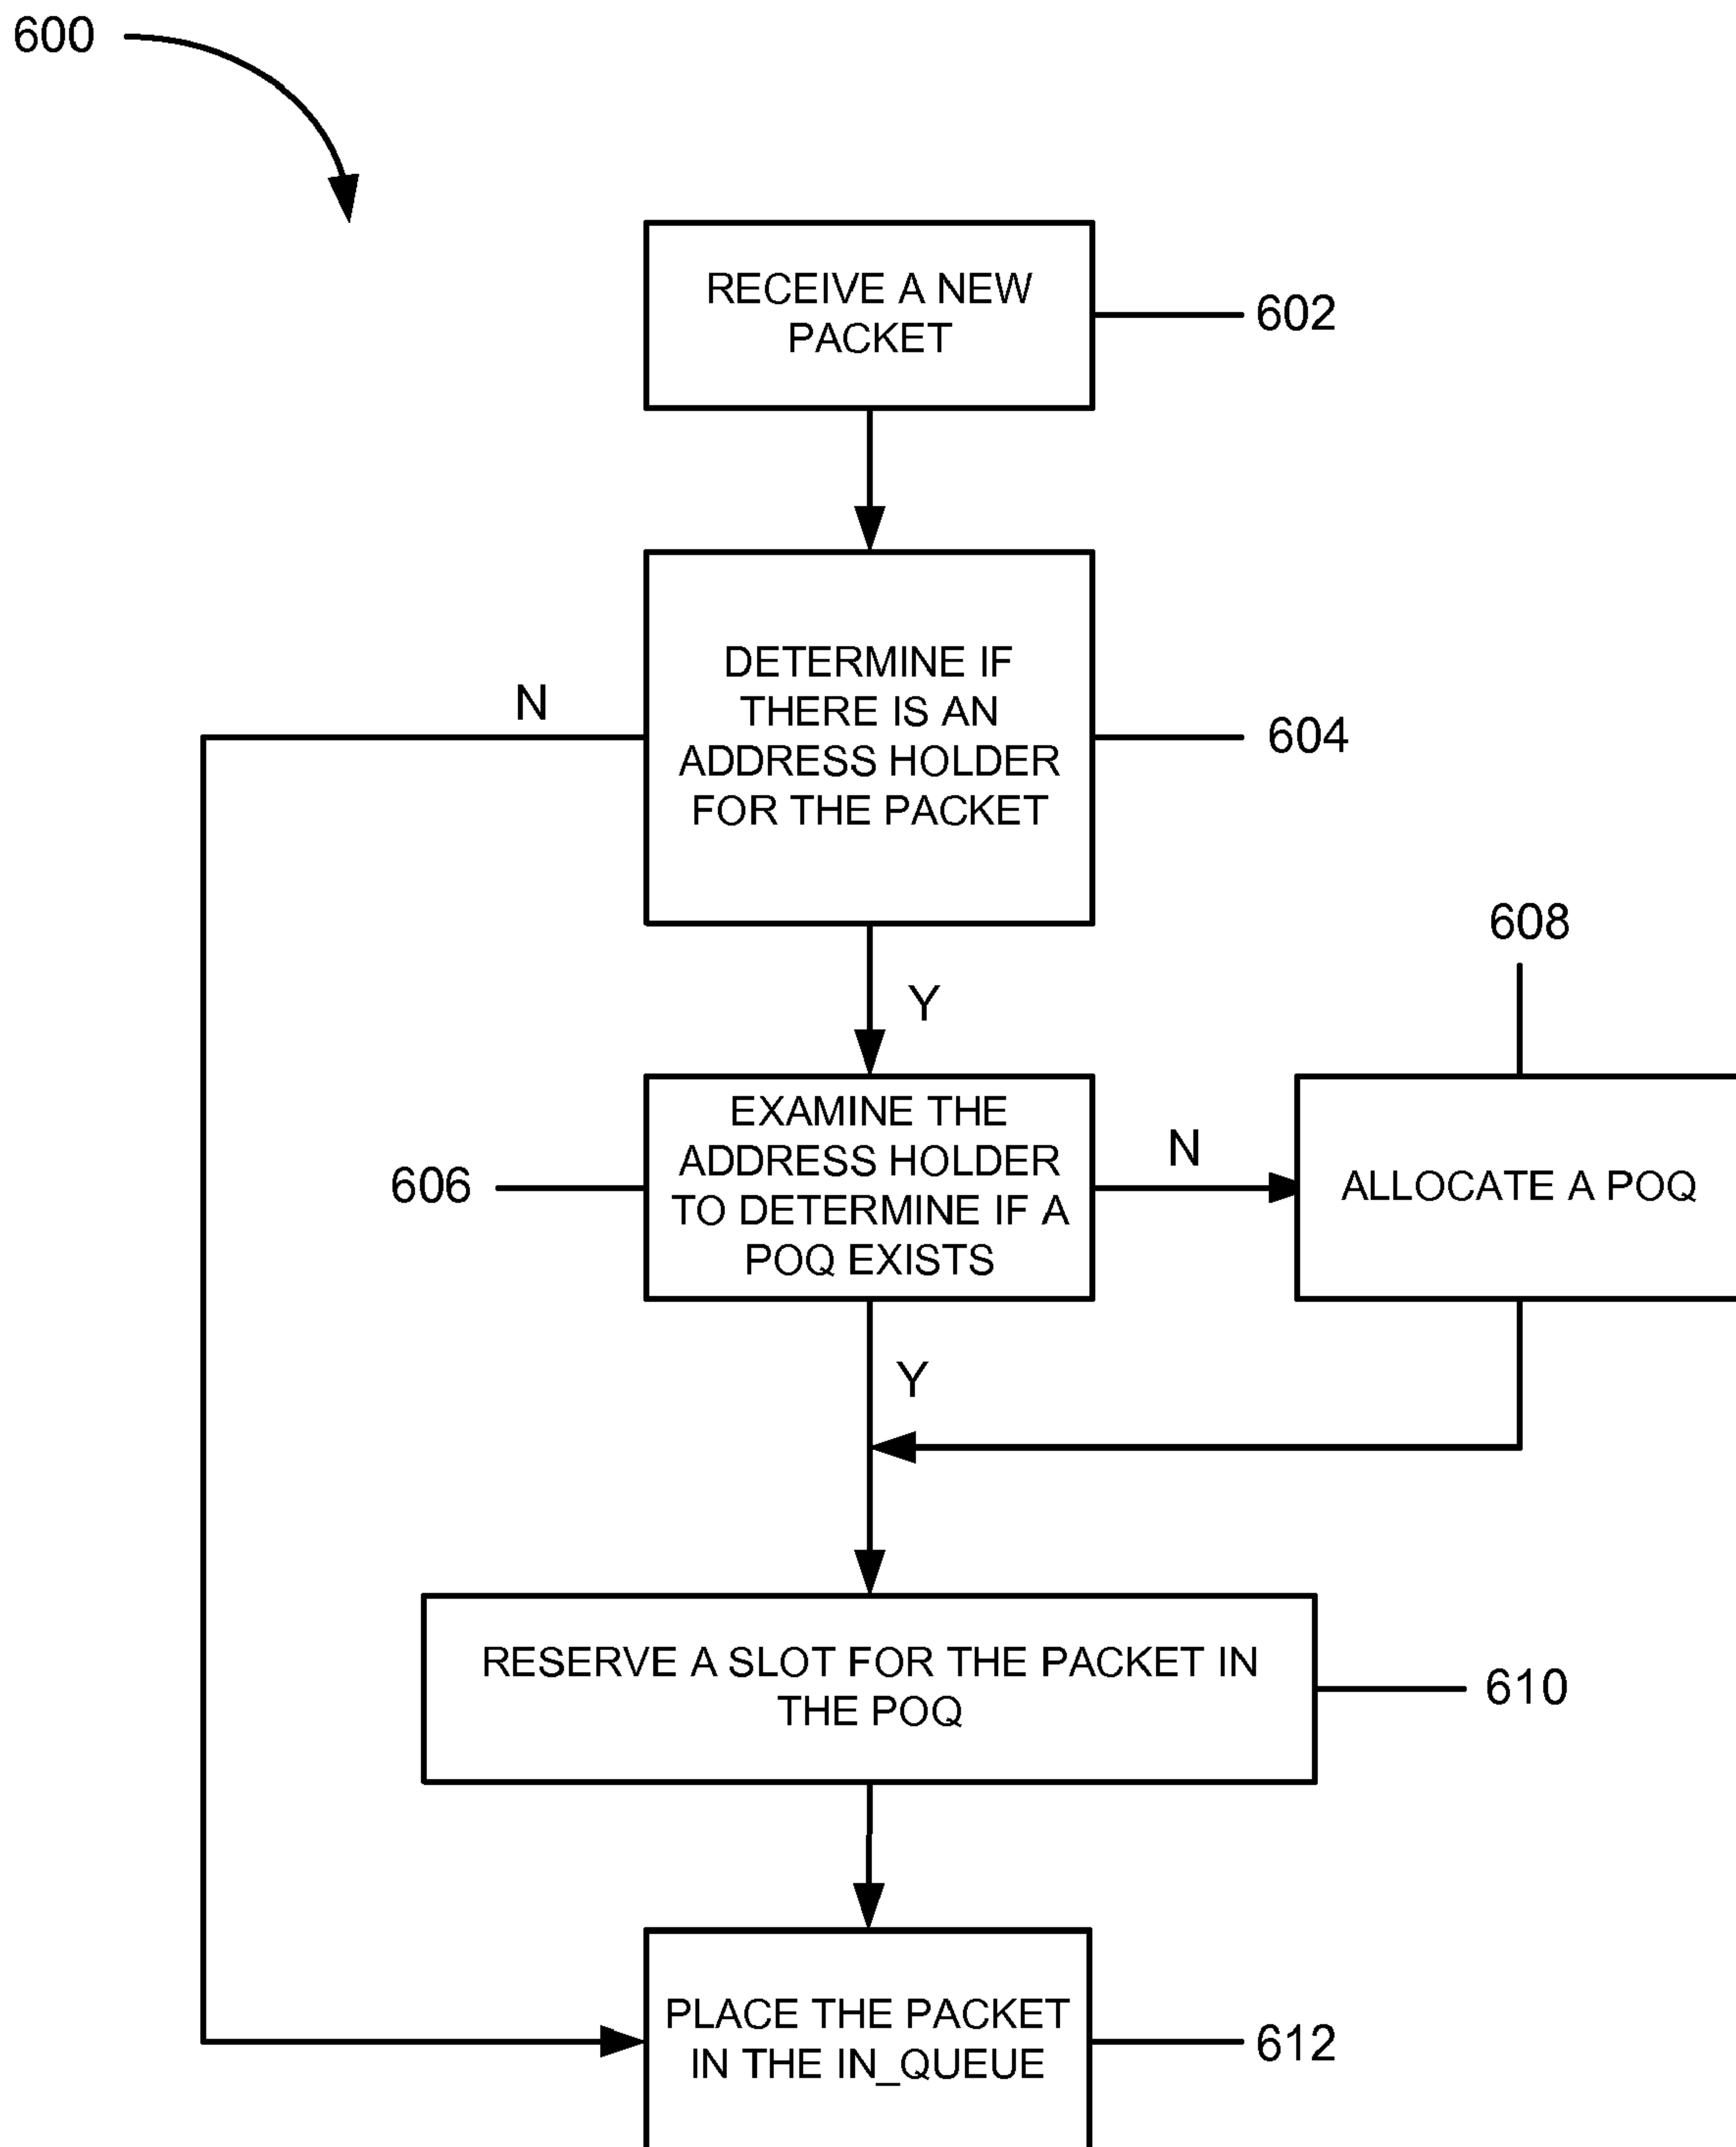 600
RECEIVE A NEW
PACKET
602
DETERMINE IF
THERE IS AN
ADDRESS HOLDER
FOR THE PACKET
604
N
Y
608
EXAMINE THE
ADDRESS HOLDER
TO DETERMINE IF A
POQ EXISTS
606
N
ALLOCATE A POQ
Y
RESERVE A SLOT FOR THE PACKET IN
THE POQ
610
PLACE THE PACKET
IN THE IN_QUEUE
612